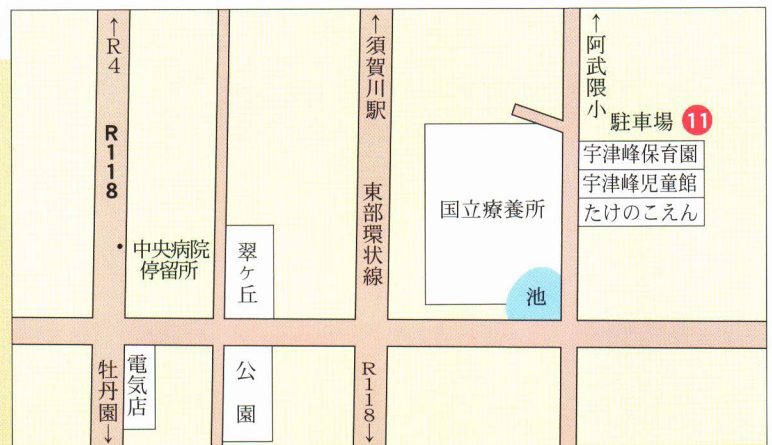 ↑R4
R118
中央病院
停留所
翠ケ丘
公園
電気店
牡丹園↓
↑須賀川駅
東部環状線
R118↓
国立療養所
池
↑阿武隈小
駐車場 11
宇津峰保育園
宇津峰児童館
たけのこえん